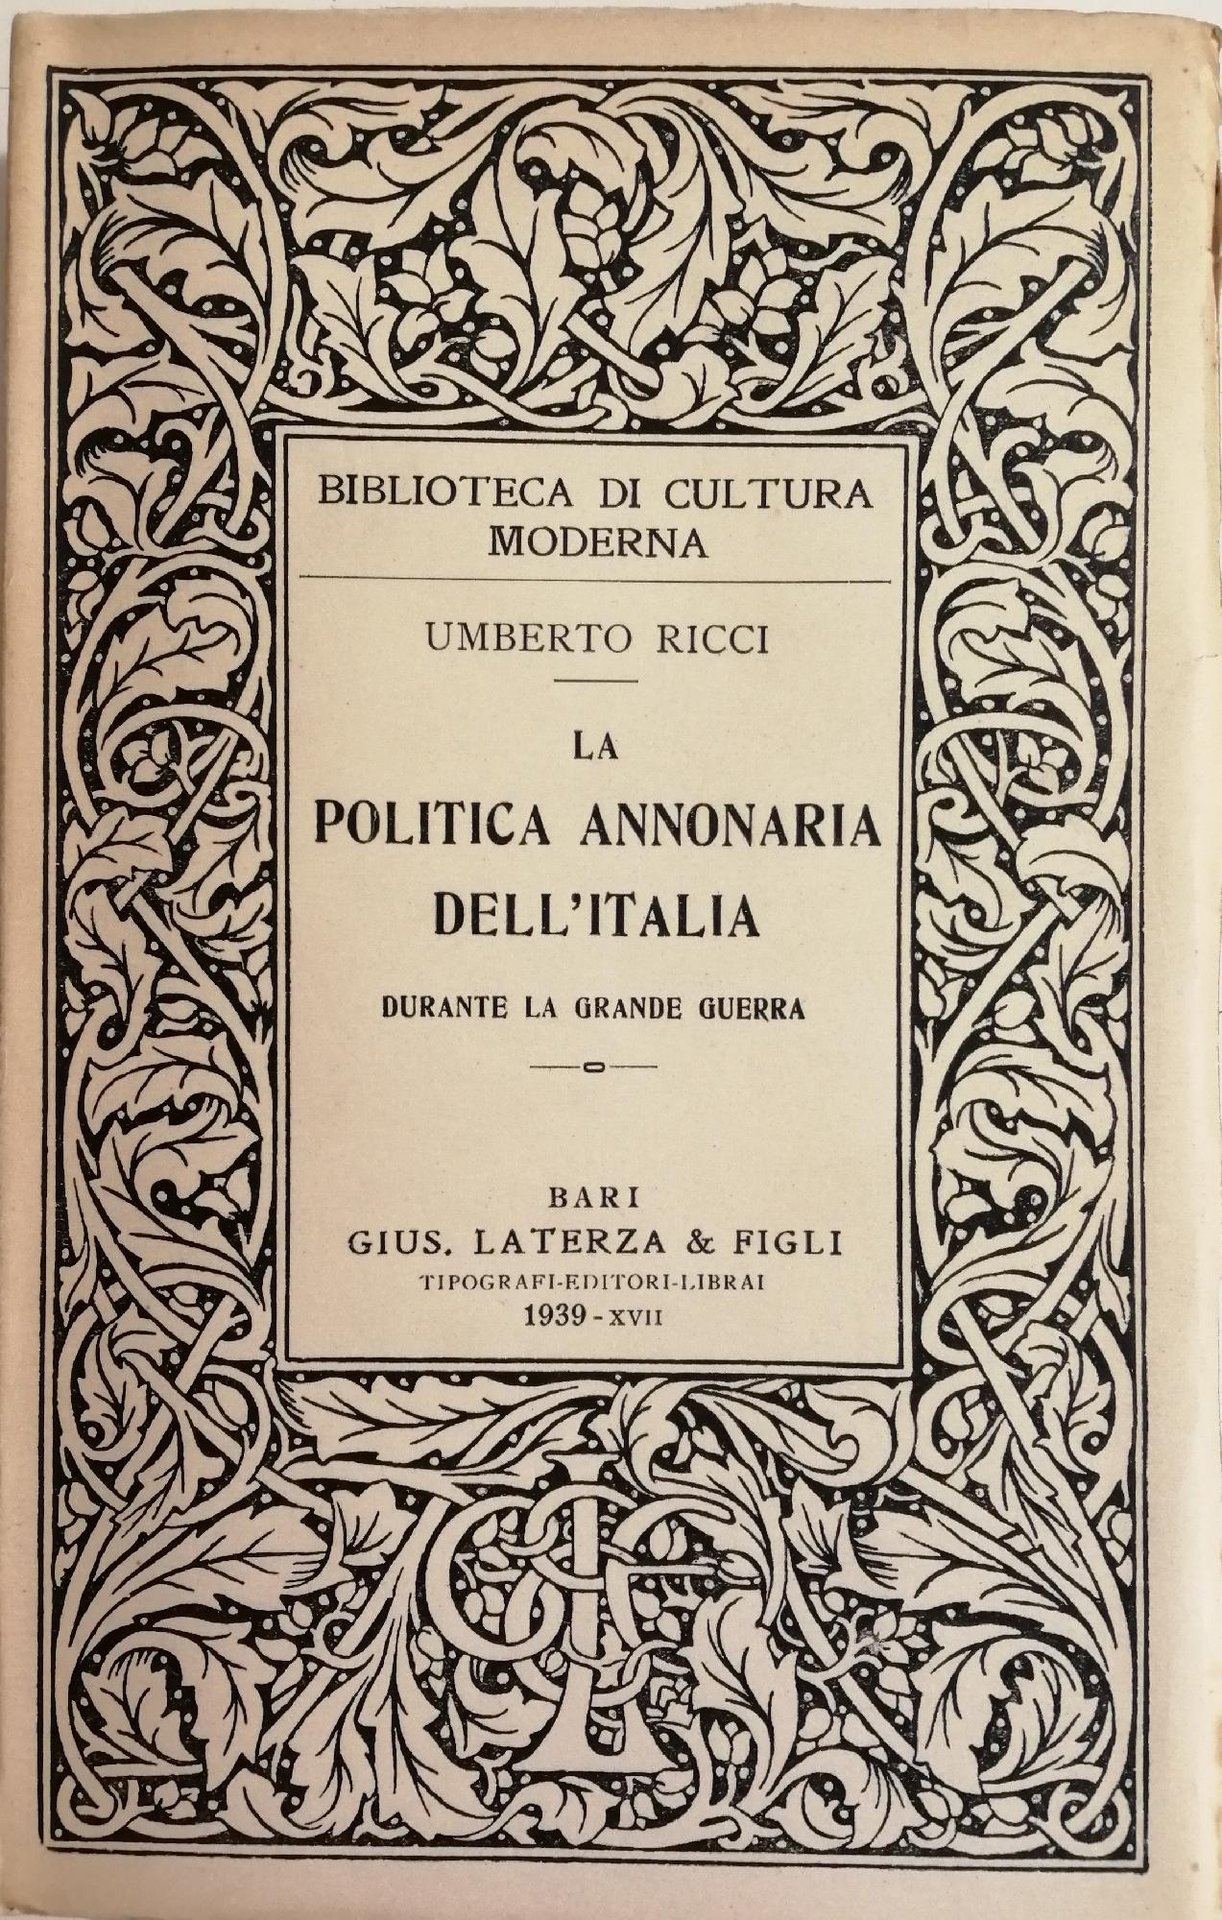 BIBLIOTECA DI CULTURA
MODERNA
UMBERTO RICCI
LA
POLITICA ANNONARIA
DELL'ITALIA
DURANTE LA GRANDE GUERRA
BARI
GIUS. LATERZA & FIGLI
TIPOGRAFI-EDITORI-LIBRAI
1939-XVII